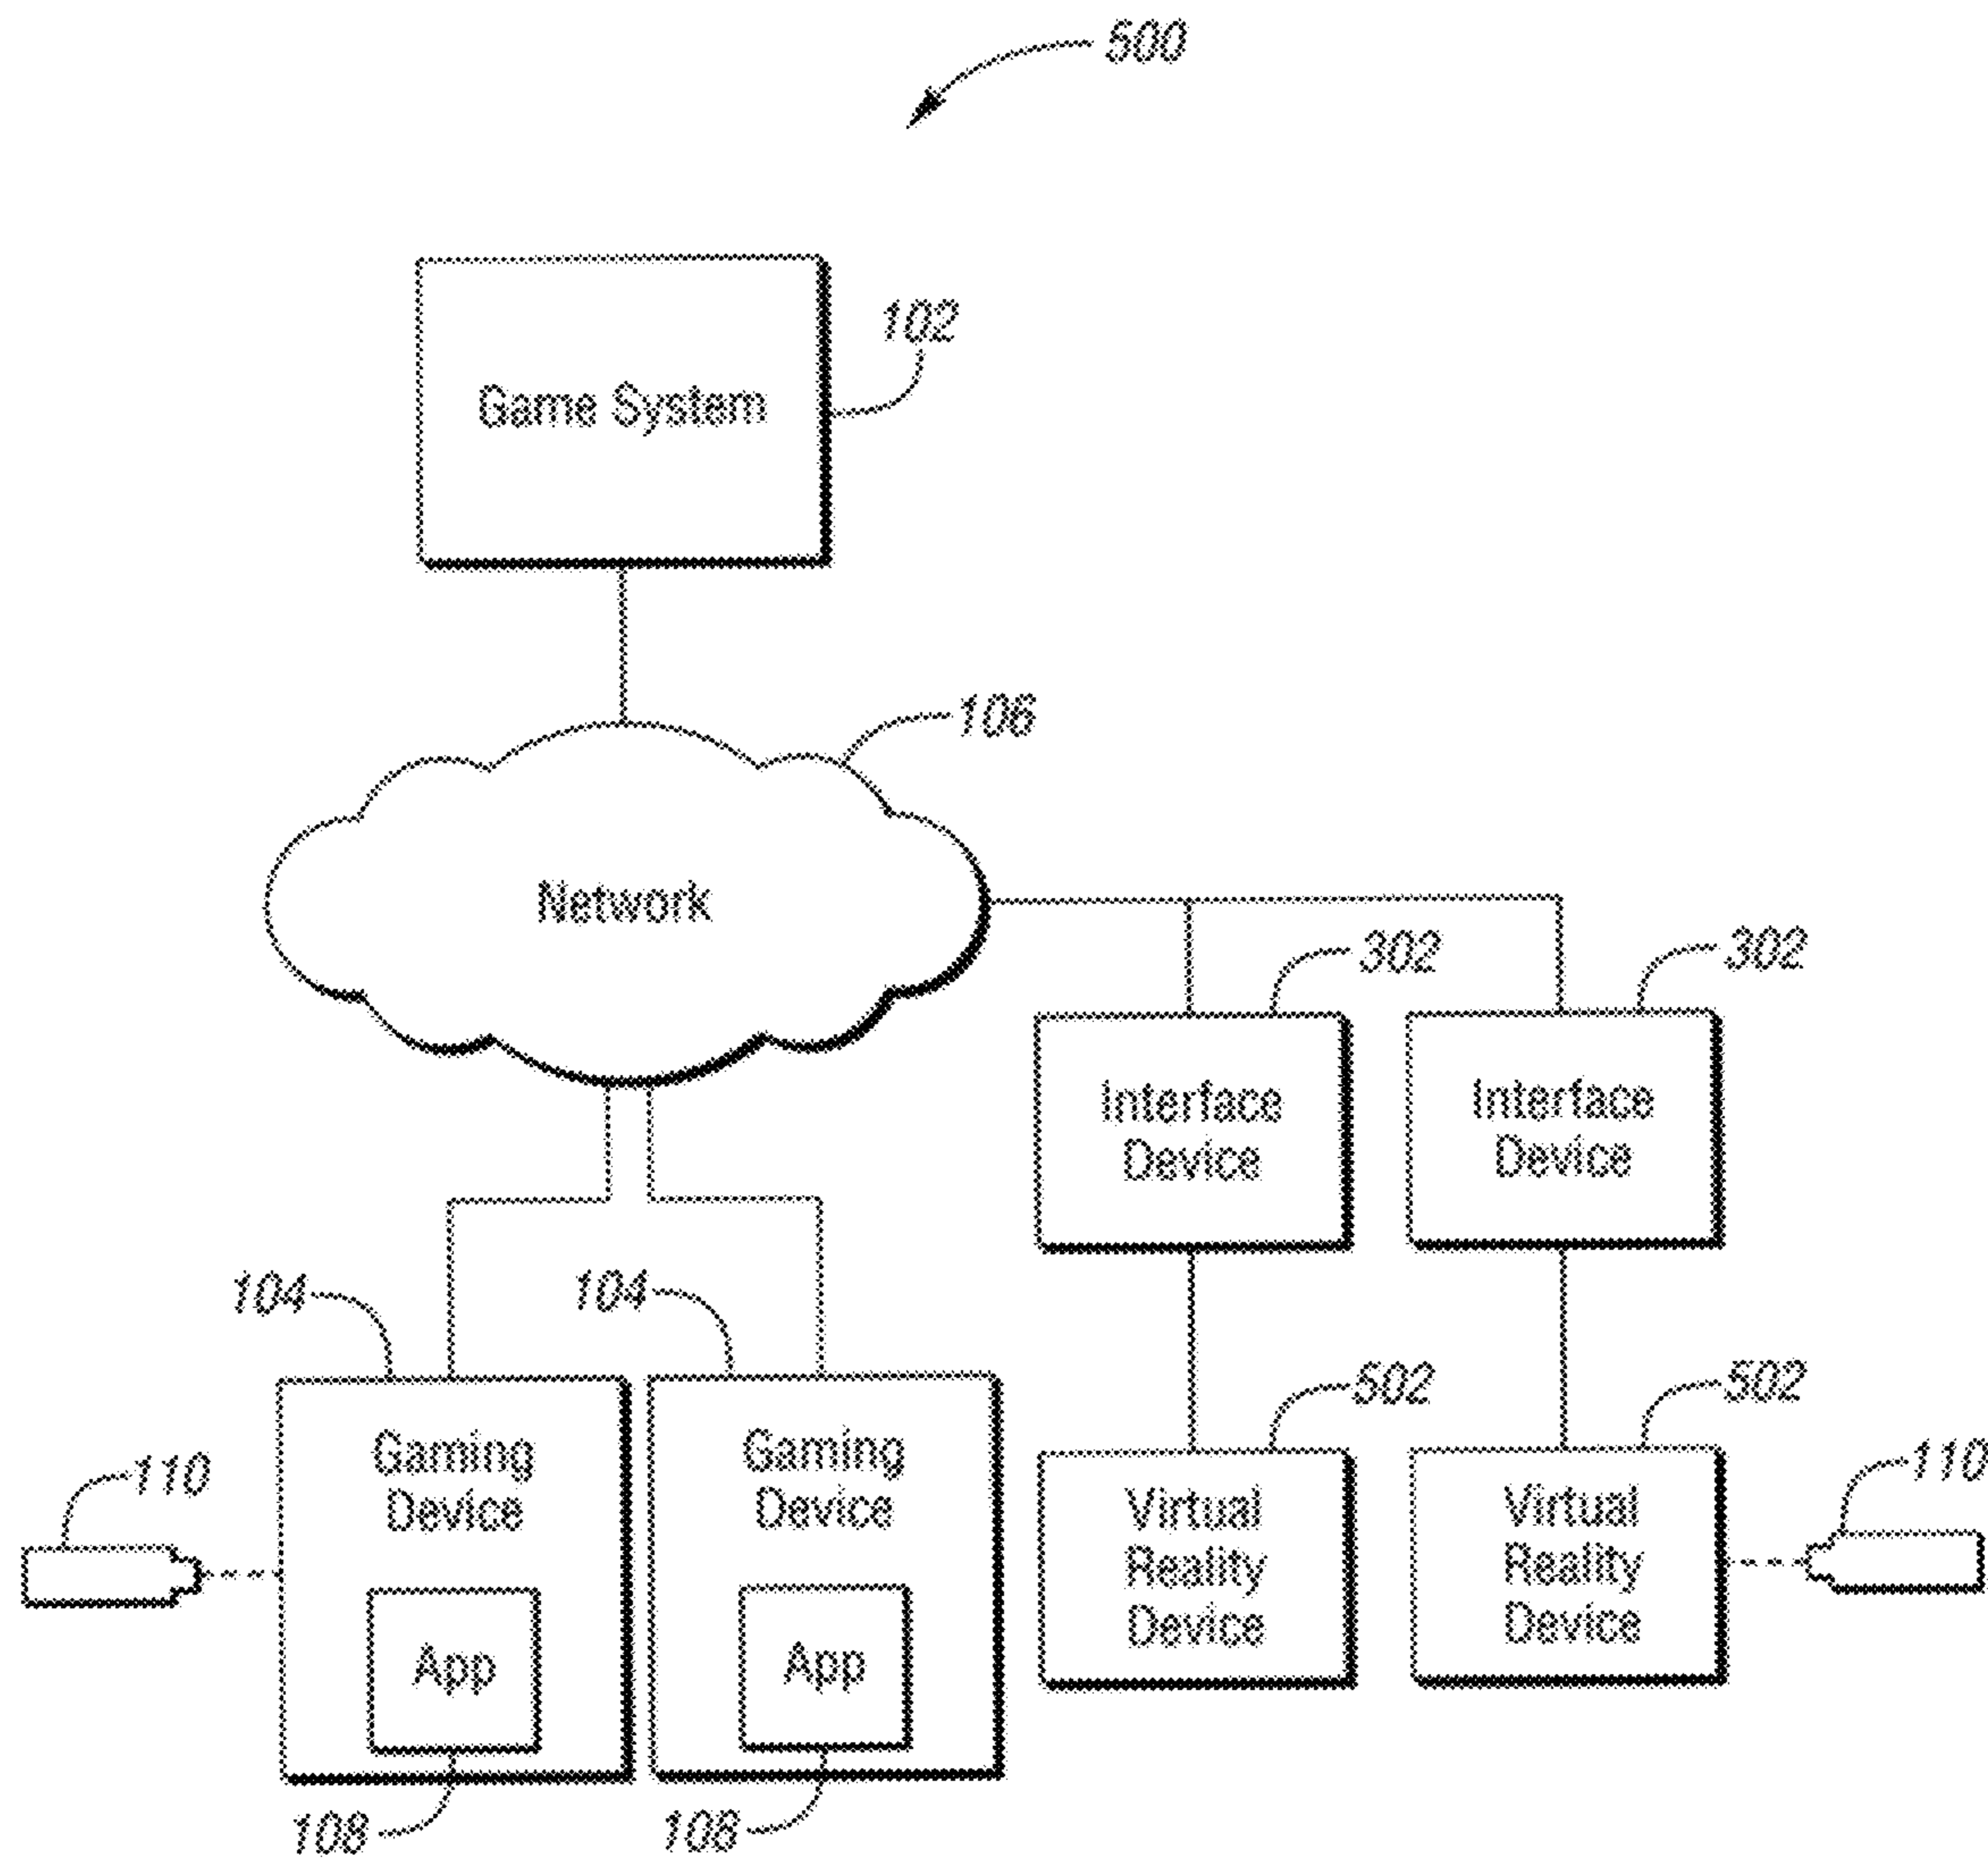 500
102
Game System
106
Network
302
302
Interface
Device
Interface
Device
104
104
502
502
110
Gaming
Device
Gaming
Device
Virtual
Reality
Device
Virtual
Reality
Device
110
App
App
108
108